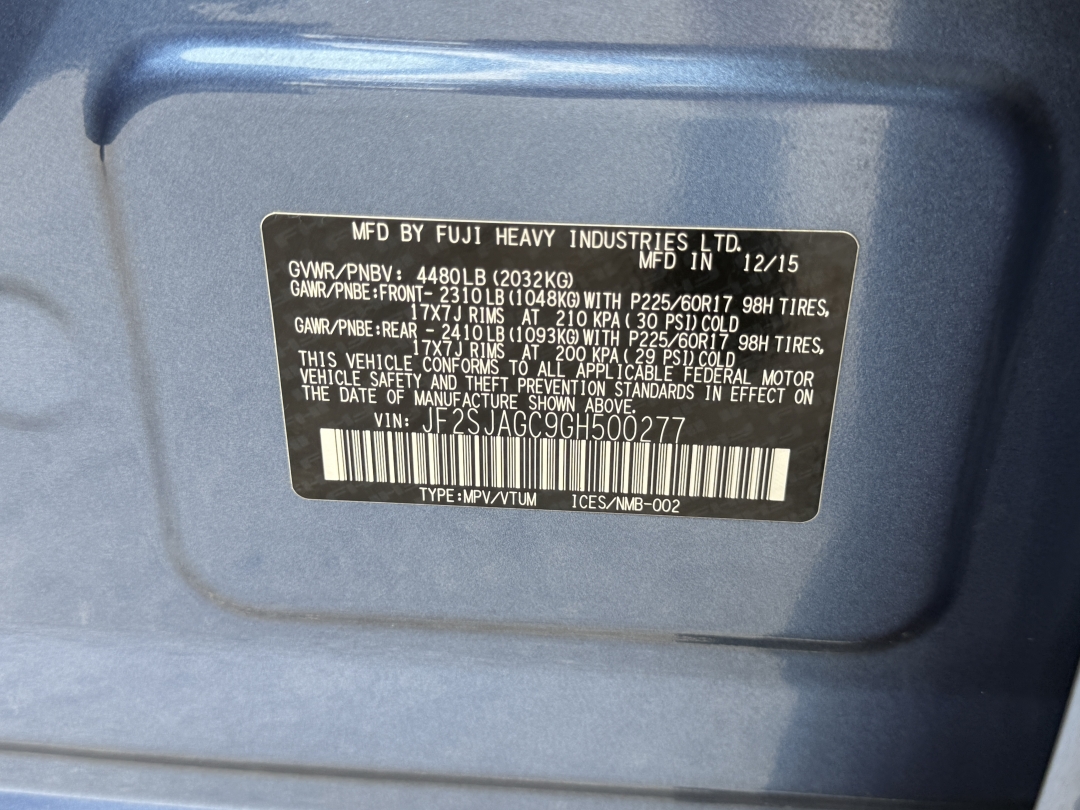 MFD BY FUJI HEAVY INDUSTRIES LTD.
MFD IN 12/15
GVWR/PNBV: 4480LB(2032KG)
GAWR/PNBE:FRONT- 2310LB(1048KG)WITH P225/60R17 98H TIRES,
17X7J RIMS AT 210 KPA(30 PSI)COLD
GAWR/PNBE:REAR - 2410LB(1093KG)WITH P225/60R17 98H TIRES,
17X7J RIMS AT 200 KPA(29 PSI)COLD
THIS VEHICLE CONFORMS TO ALL APPLICABLE FEDERAL MOTOR
VEHICLE SAFETY AND THEFT PREVENTION STANDARDS IN EFFECT ON
THE DATE OF MANUFACTURE SHOWN ABOVE.
VIN: JF2SJAGC9GH500277
TYPE:MPV/VTUM ICES/NMB-002